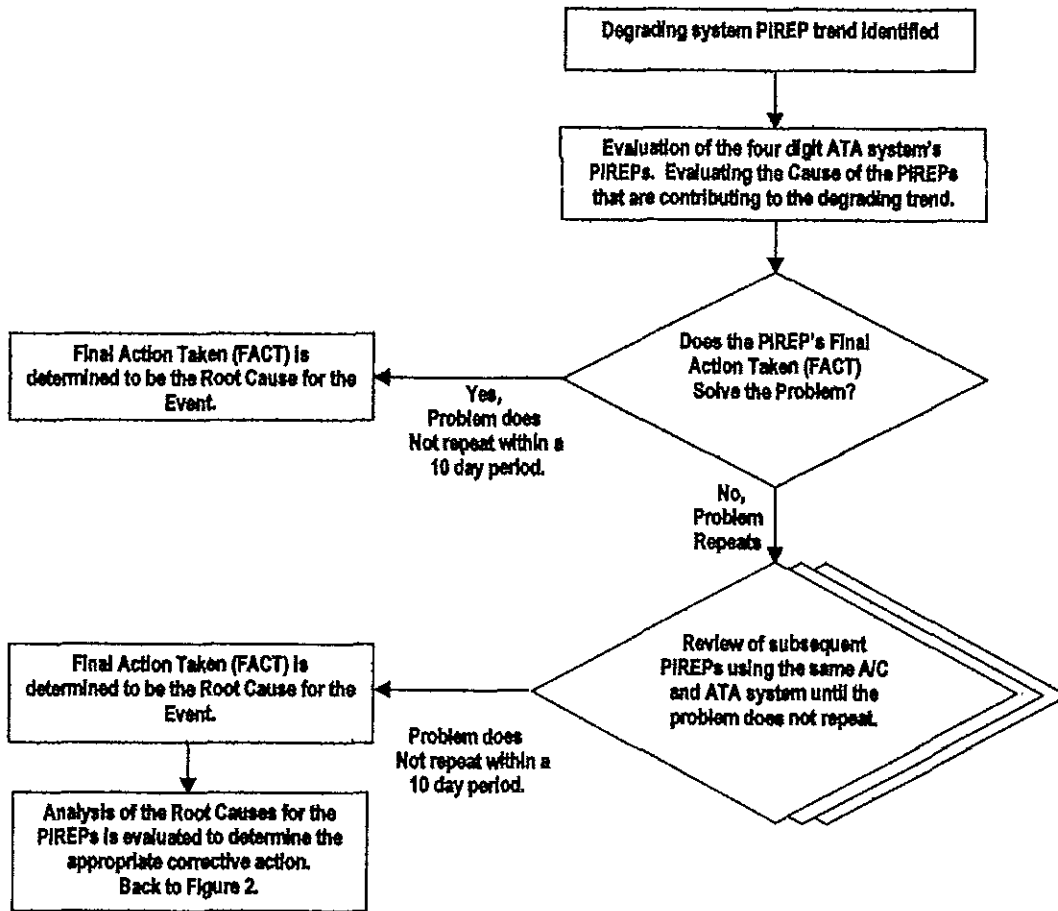 Degrading system PIREP trend identified
Evaluation of the four digit ATA system's
PIREPs. Evaluating the Cause of the PIREPs
that are contributing to the degrading trend.
Does the PIREP's Final
Action Taken (FACT)
Solve the Problem?
Final Action Taken (FACT) is
determined to be the Root Cause for the
Event.
Yes,
Problem does
Not repeat within a
10 day period.
No,
Problem
Repeats
Review of subsequent
PIREPs using the same A/C
and ATA system until the
problem does not repeat.
Final Action Taken (FACT) is
determined to be the Root Cause for the
Event.
Problem does
Not repeat within a
10 day period.
Analysis of the Root Causes for the
PIREPs is evaluated to determine the
appropriate corrective action.
Back to Figure 2.